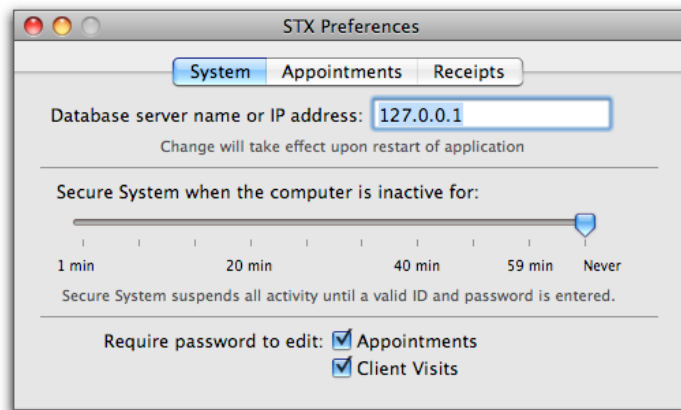 STX Preferences
System Appointments Receipts
Database server name or IP address: 127.0.0.1
Change will take effect upon restart of application
Secure System when the computer is inactive for:
1 min 20 min 40 min 59 min Never
Secure System suspends all activity until a valid ID and password is entered.
Require password to edit: Appointments
Client Visits